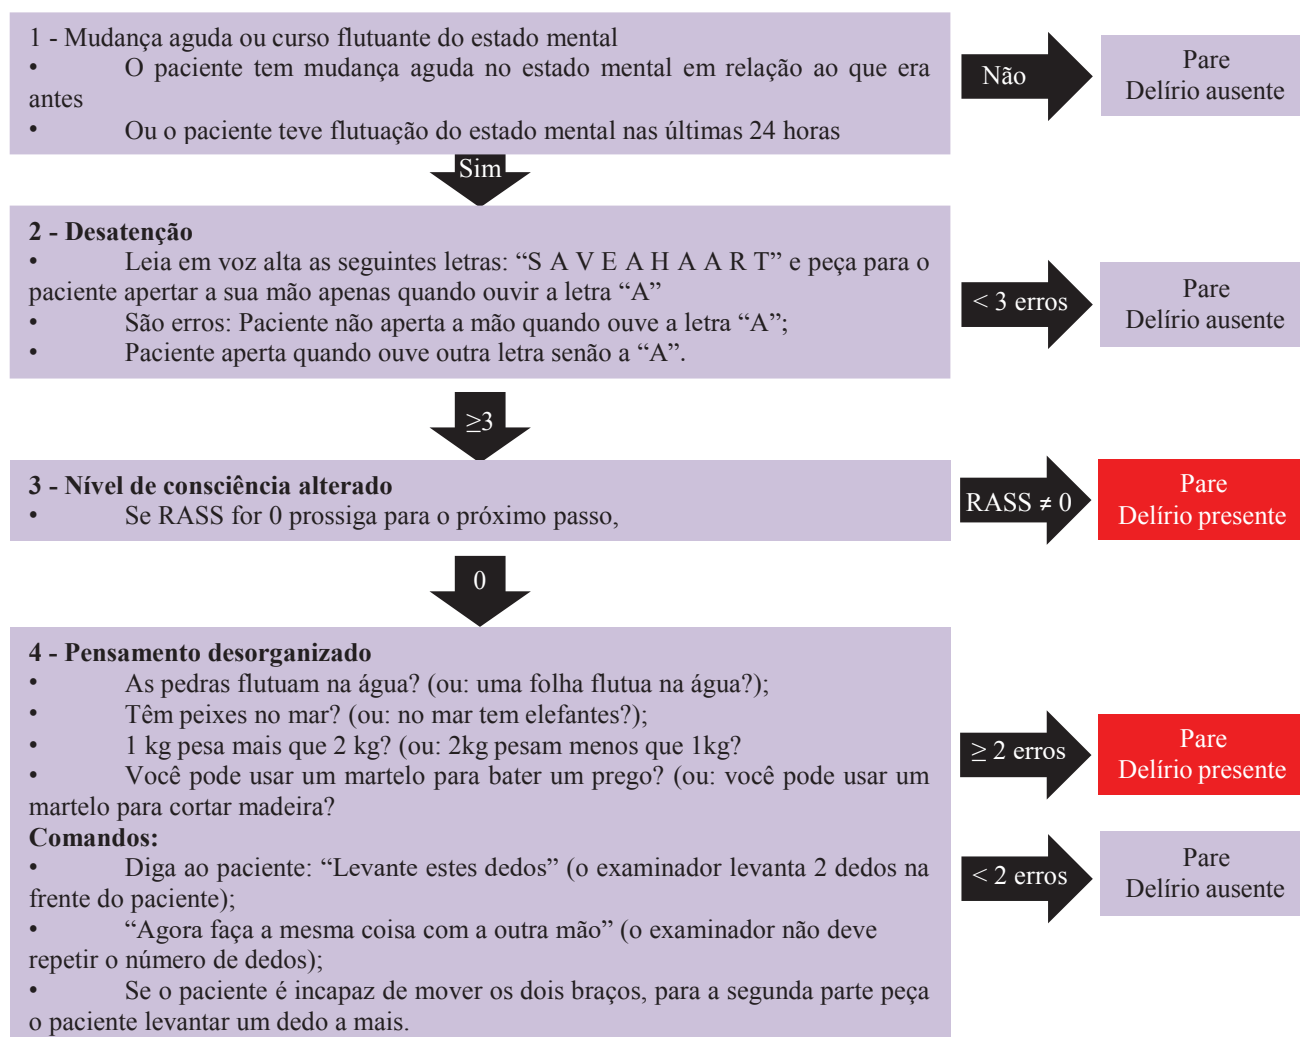 1 - Mudança aguda ou curso flutuante do estado mental
• O paciente tem mudança aguda no estado mental em relação ao que era
antes
• Ou o paciente teve flutuação do estado mental nas últimas 24 horas
Não
Pare
Delírio ausente
Sim
2 - Desatenção
• Leia em voz alta as seguintes letras: “S A V E A H A A R T” e peça para o
paciente apertar a sua mão apenas quando ouvir a letra “A”
• São erros: Paciente não aperta a mão quando ouve a letra “A”;
• Paciente aperta quando ouve outra letra senão a “A”.
< 3 erros
Pare
Delírio ausente
≥3
3 - Nível de consciência alterado
• Se RASS for 0 prossiga para o próximo passo,
RASS ≠ 0
Pare
Delírio presente
0
4 - Pensamento desorganizado
• As pedras flutuam na água? (ou: uma folha flutua na água?);
• Têm peixes no mar? (ou: no mar tem elefantes?);
• 1 kg pesa mais que 2 kg? (ou: 2kg pesam menos que 1kg?
• Você pode usar um martelo para bater um prego? (ou: você pode usar um
martelo para cortar madeira?
≥ 2 erros
Pare
Delírio presente
Comandos:
• Diga ao paciente: “Levante estes dedos” (o examinador levanta 2 dedos na
frente do paciente);
• “Agora faça a mesma coisa com a outra mão” (o examinador não deve
repetir o número de dedos);
• Se o paciente é incapaz de mover os dois braços, para a segunda parte peça
o paciente levantar um dedo a mais.
< 2 erros
Pare
Delírio ausente